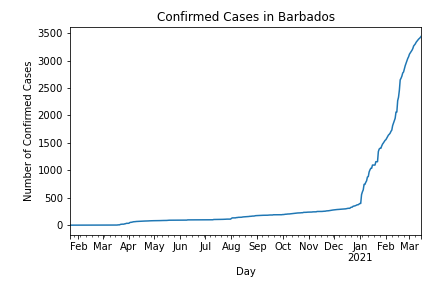 Confirmed Cases in Barbados
Number of Confirmed Cases
3500
3000
2500
2000
1500
1000
500
0
Feb Mar Apr May Jun Jul Aug Sep Oct Nov Dec Jan Feb Mar
2021
Day